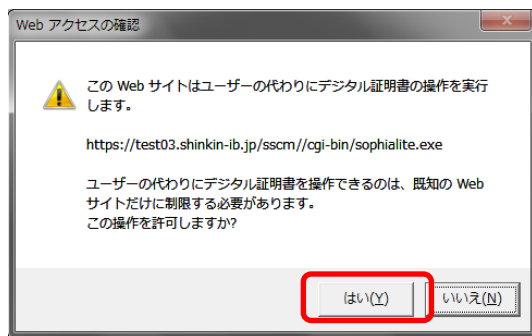 Web アクセスの確認
この Web サイトはユーザーの代わりにデジタル証明書の操作を実行
します。
https://test03.shinkin-ib.jp/sscm//cgi-bin/sophialite.exe
ユーザーの代わりにデジタル証明書を操作できるのは、既知の Web
サイトだけに制限する必要があります。
この操作を許可しますか?
はい(Y) いいえ(N)